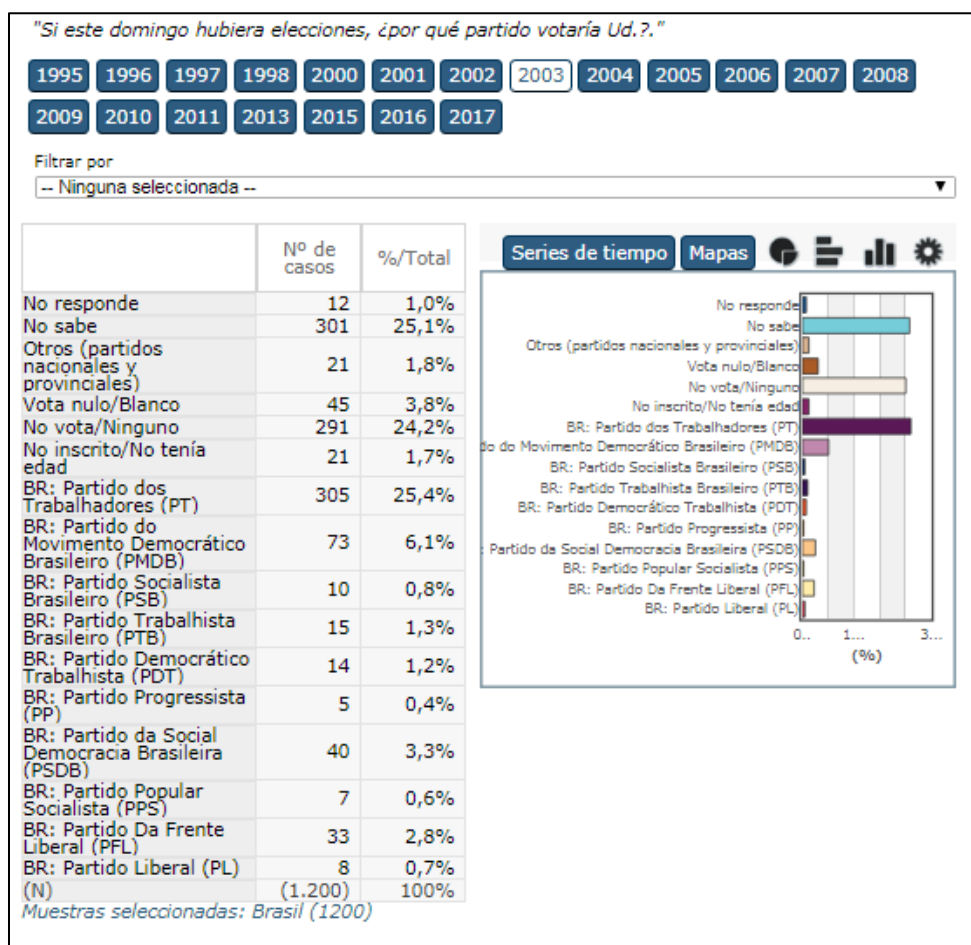 "Si este domingo hubiera elecciones, ¿por qué partido votaría Ud.?."
1995 1996 1997 1998 2000 2001 2002 2003 2004 2005 2006 2007 2008
2009 2010 2011 2013 2015 2016 2017
Filtrar por
-- Ninguna seleccionada --
Nº de
casos
%/Total
No responde 12 1,0%
No sabe 301 25,1%
Otros (partidos
nacionales y
provinciales)
21 1,8%
Vota nulo/Blanco 45 3,8%
No vota/Ninguno 291 24,2%
No inscrito/No tenía
edad
21 1,7%
BR: Partido dos
Trabalhadores (PT)
305 25,4%
BR: Partido do
Movimento Democrático
Brasileiro (PMDB)
73 6,1%
BR: Partido Socialista
Brasileiro (PSB)
10 0,8%
BR: Partido Trabalhista
Brasileiro (PTB)
15 1,3%
BR: Partido Democrático
Trabalhista (PDT)
14 1,2%
BR: Partido Progressista
(PP)
5 0,4%
BR: Partido da Social
Democracia Brasileira
(PSDB)
40 3,3%
BR: Partido Popular
Socialista (PPS)
7 0,6%
BR: Partido Da Frente
Liberal (PFL)
33 2,8%
BR: Partido Liberal (PL) 8 0,7%
(N) (1.200) 100%
Muestras seleccionadas: Brasil (1200)
Series de tiempo Mapas
No responde
No sabe
Otros (partidos nacionales y provinciales)
Vota nulo/Blanco
No vota/Ninguno
No inscrito/No tenía edad
BR: Partido dos Trabalhadores (PT)
do do Movimento Democrático Brasileiro (PMDB)
BR: Partido Socialista Brasileiro (PSB)
BR: Partido Trabalhista Brasileiro (PTB)
BR: Partido Democrático Trabalhista (PDT)
BR: Partido Progressista (PP)
: Partido da Social Democracia Brasileira (PSDB)
BR: Partido Popular Socialista (PPS)
BR: Partido Da Frente Liberal (PFL)
BR: Partido Liberal (PL)
0.. 1... 3...
(%)